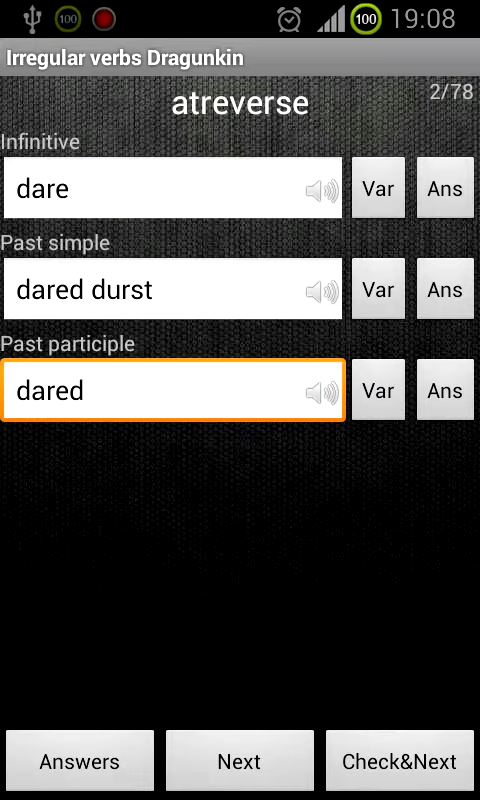 100 100 19:08
Irregular verbs Dragunkin
atreverse 2/78
Infinitive
dare Var Ans
Past simple
dared durst Var Ans
Past participle
dared Var Ans
Answers Next Check&Next